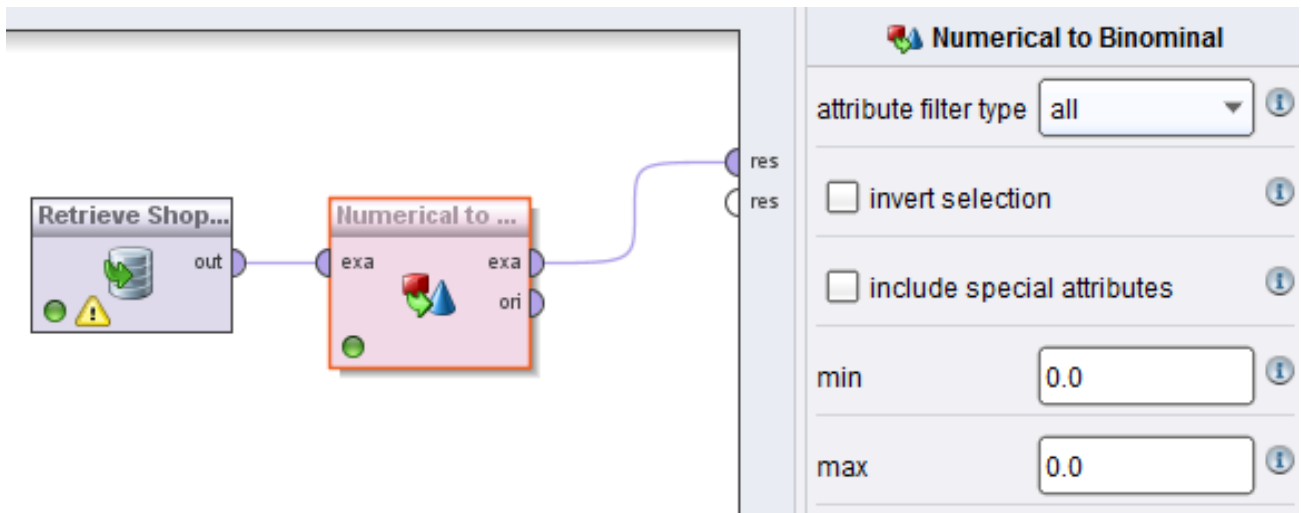 Retrieve Shop...
out
Numerical to ...
exa
exa
ori
res
res
Numerical to Binominal
attribute filter type
all
invert selection
include special attributes
min
0.0
max
0.0